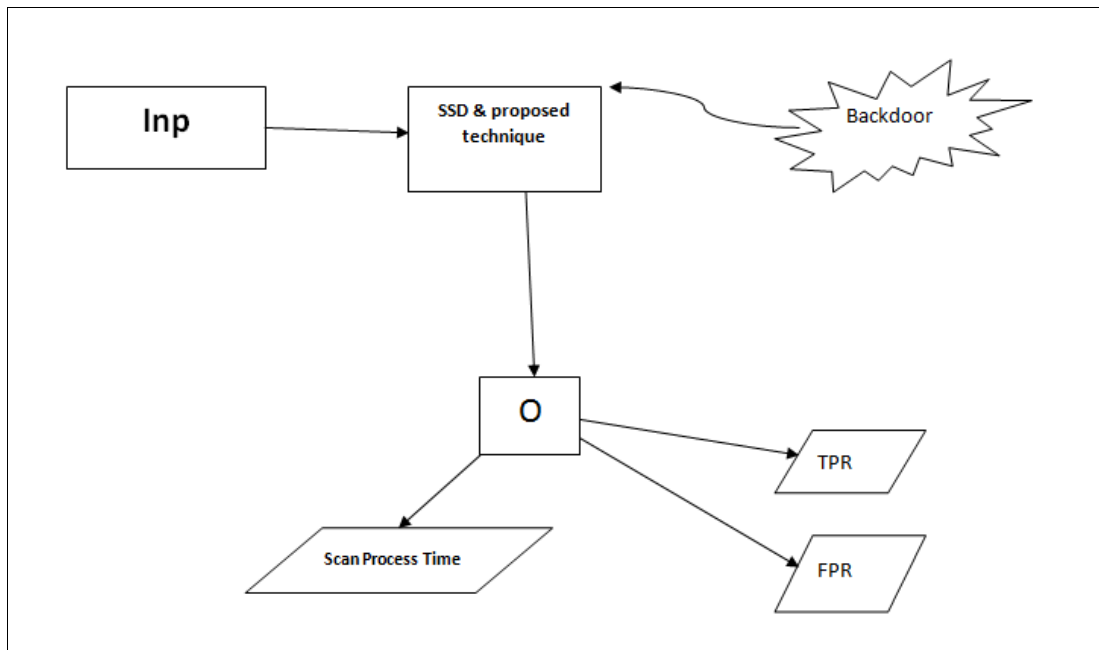 Inp
SSD & proposed
technique
Backdoor
O
TPR
Scan Process Time
FPR